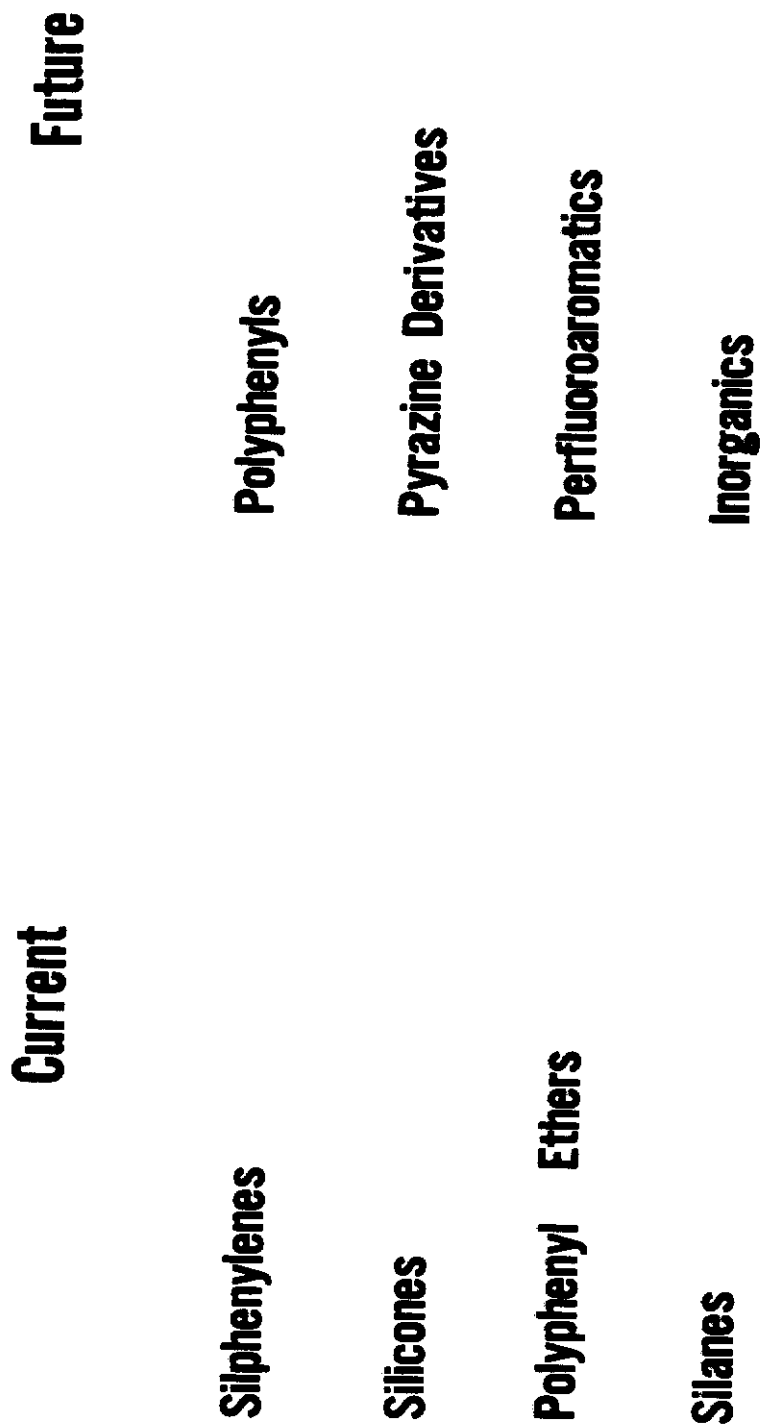 Current Future
Silphenylenes Polyphenyls
Silicones Pyrazine Derivatives
Polyphenyl Ethers Perfluoroaromatics
Silanes Inorganics